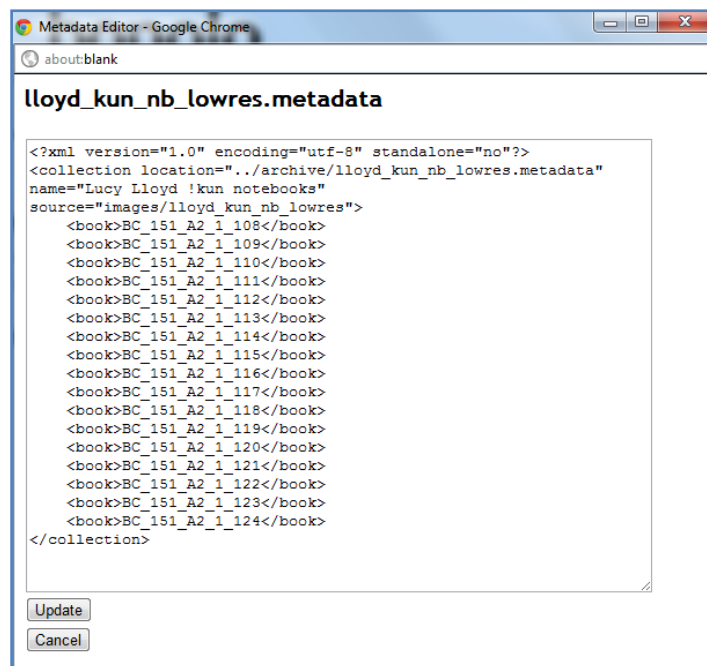 Metadata Editor - Google Chrome
about:blank
lloyd_kun_nb_lowres.metadata
<?xml version="1.0" encoding="utf-8" standalone="no"?>
<collection location="../archive/lloyd_kun_nb_lowres.metadata"
name="Lucy Lloyd !kun notebooks"
source="images/lloyd_kun_nb_lowres">
    <book>BC_151_A2_1_108</book>
    <book>BC_151_A2_1_109</book>
    <book>BC_151_A2_1_110</book>
    <book>BC_151_A2_1_111</book>
    <book>BC_151_A2_1_112</book>
    <book>BC_151_A2_1_113</book>
    <book>BC_151_A2_1_114</book>
    <book>BC_151_A2_1_115</book>
    <book>BC_151_A2_1_116</book>
    <book>BC_151_A2_1_117</book>
    <book>BC_151_A2_1_118</book>
    <book>BC_151_A2_1_119</book>
    <book>BC_151_A2_1_120</book>
    <book>BC_151_A2_1_121</book>
    <book>BC_151_A2_1_122</book>
    <book>BC_151_A2_1_123</book>
    <book>BC_151_A2_1_124</book>
</collection>
Update
Cancel